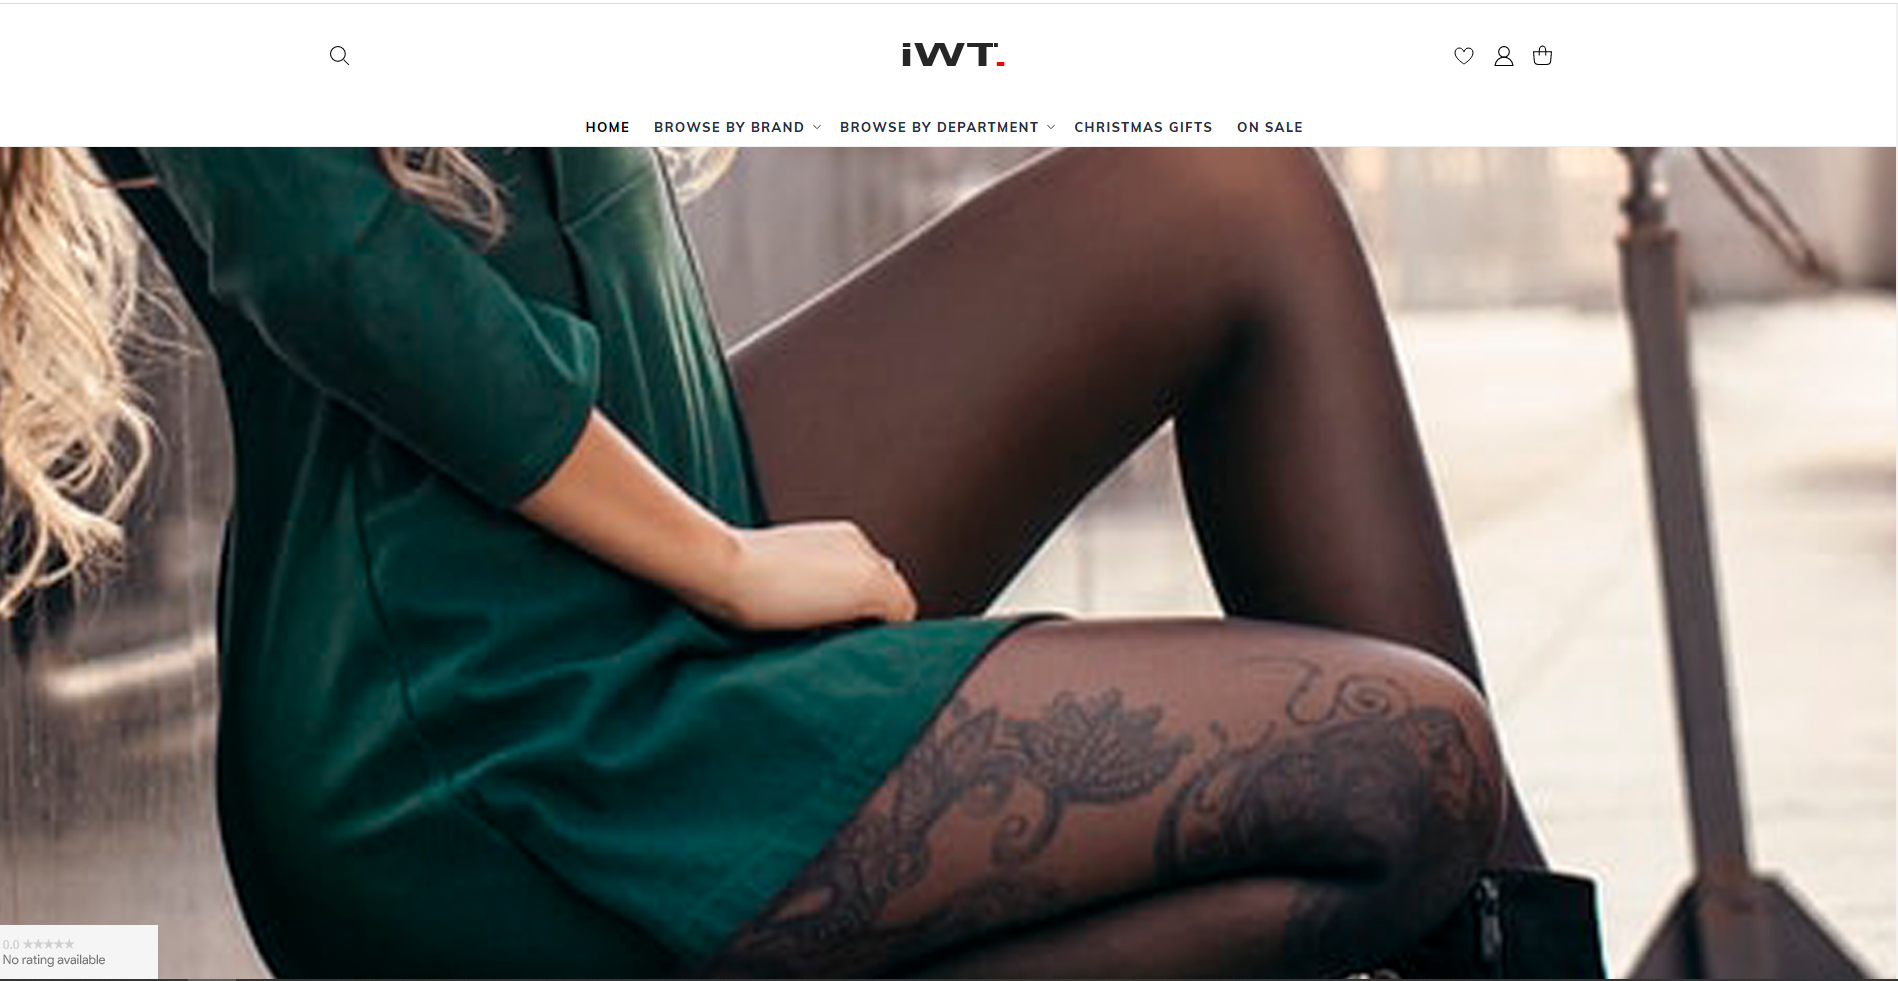 iWT.
HOME BROWSE BY BRAND BROWSE BY DEPARTMENT CHRISTMAS GIFTS ON SALE
0.0 ★★★★★
No rating available